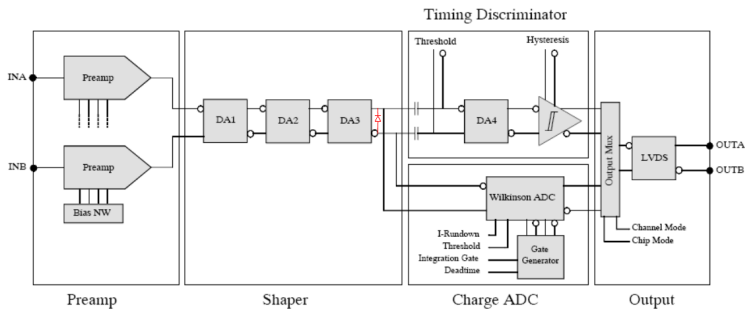 Timing Discriminator
Threshold
Hysteresis
INA
Preamp
DA1
DA2
DA3
DA4
INB
Preamp
Bias NW
Output Mux
LVDS
OUTA
OUTB
Wilkinson ADC
I-Rundown
Threshold
Integration Gate
Deadtime
Gate
Generator
Channel Mode
Chip Mode
Preamp
Shaper
Charge ADC
Output